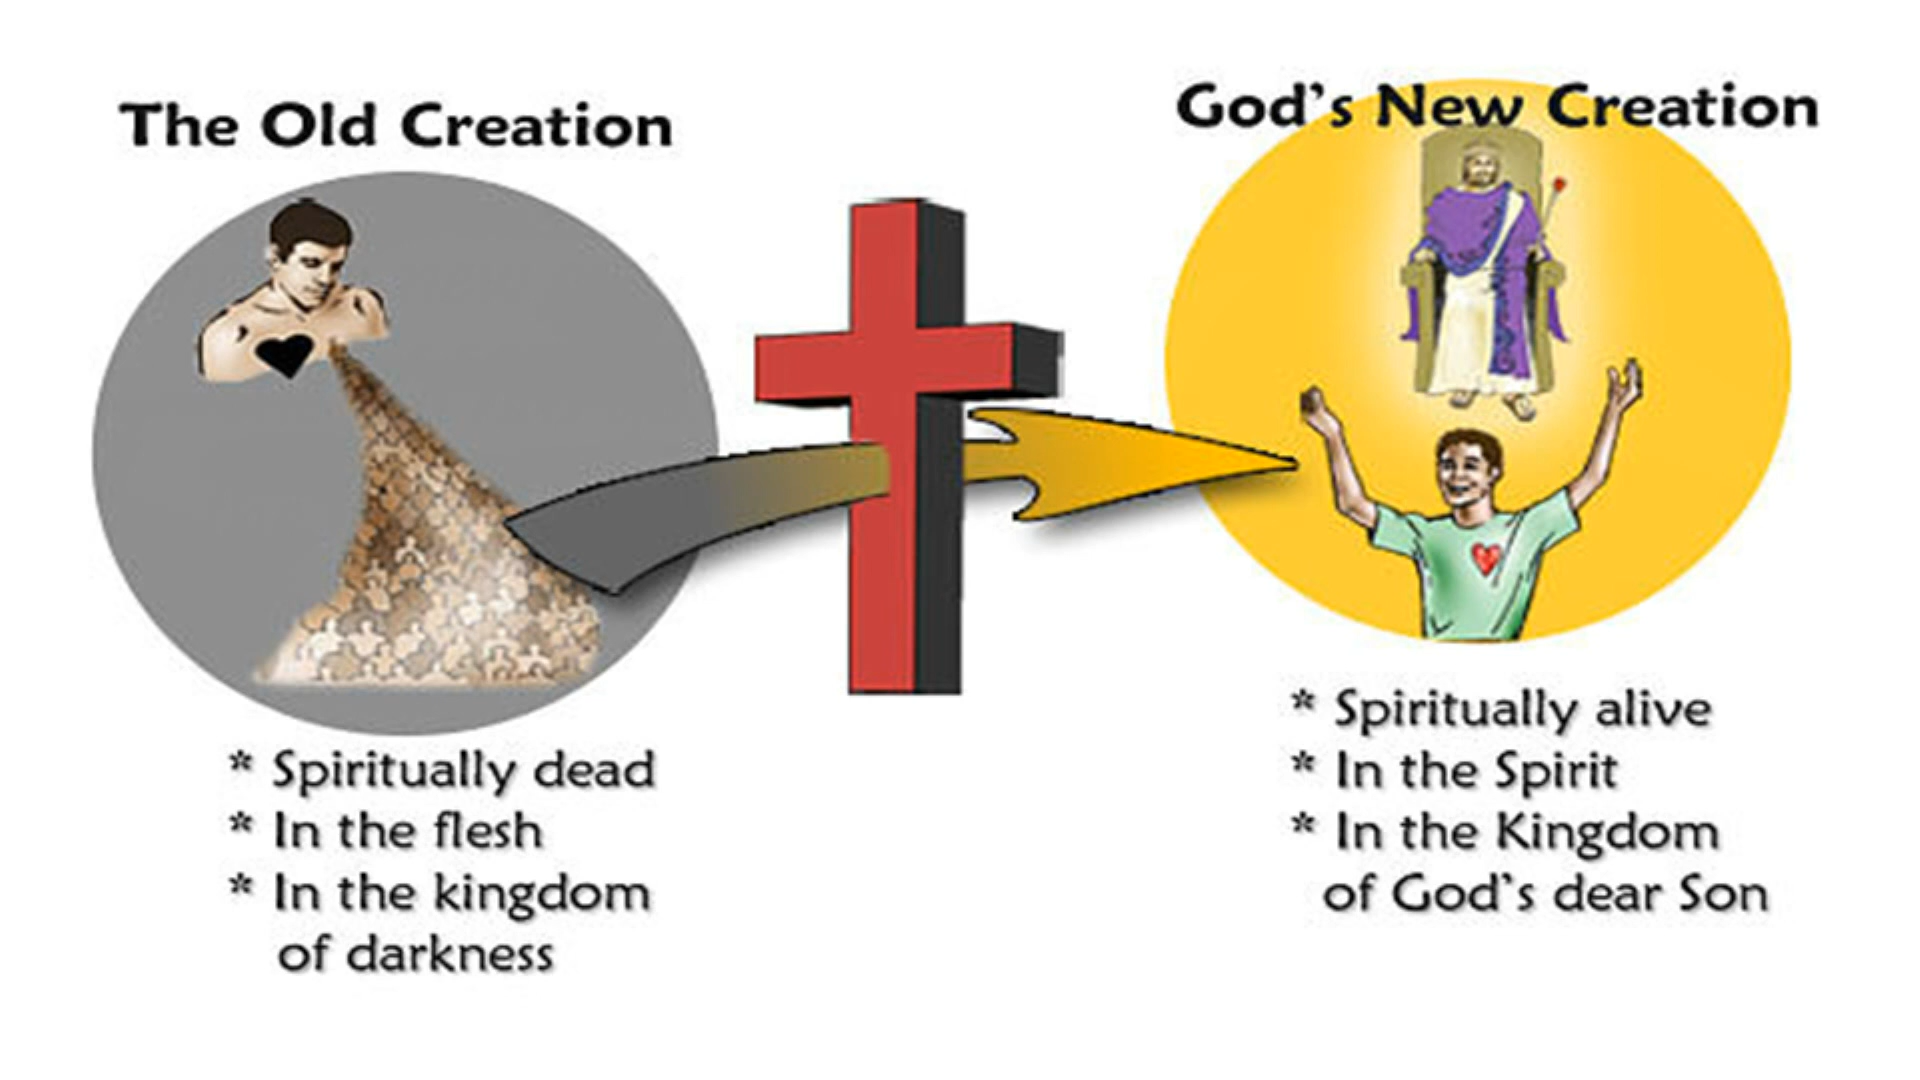 The Old Creation
God's New Creation
* Spiritually dead
* In the flesh
* In the kingdom
of darkness
* Spiritually alive
* In the Spirit
* In the Kingdom
of God's dear Son